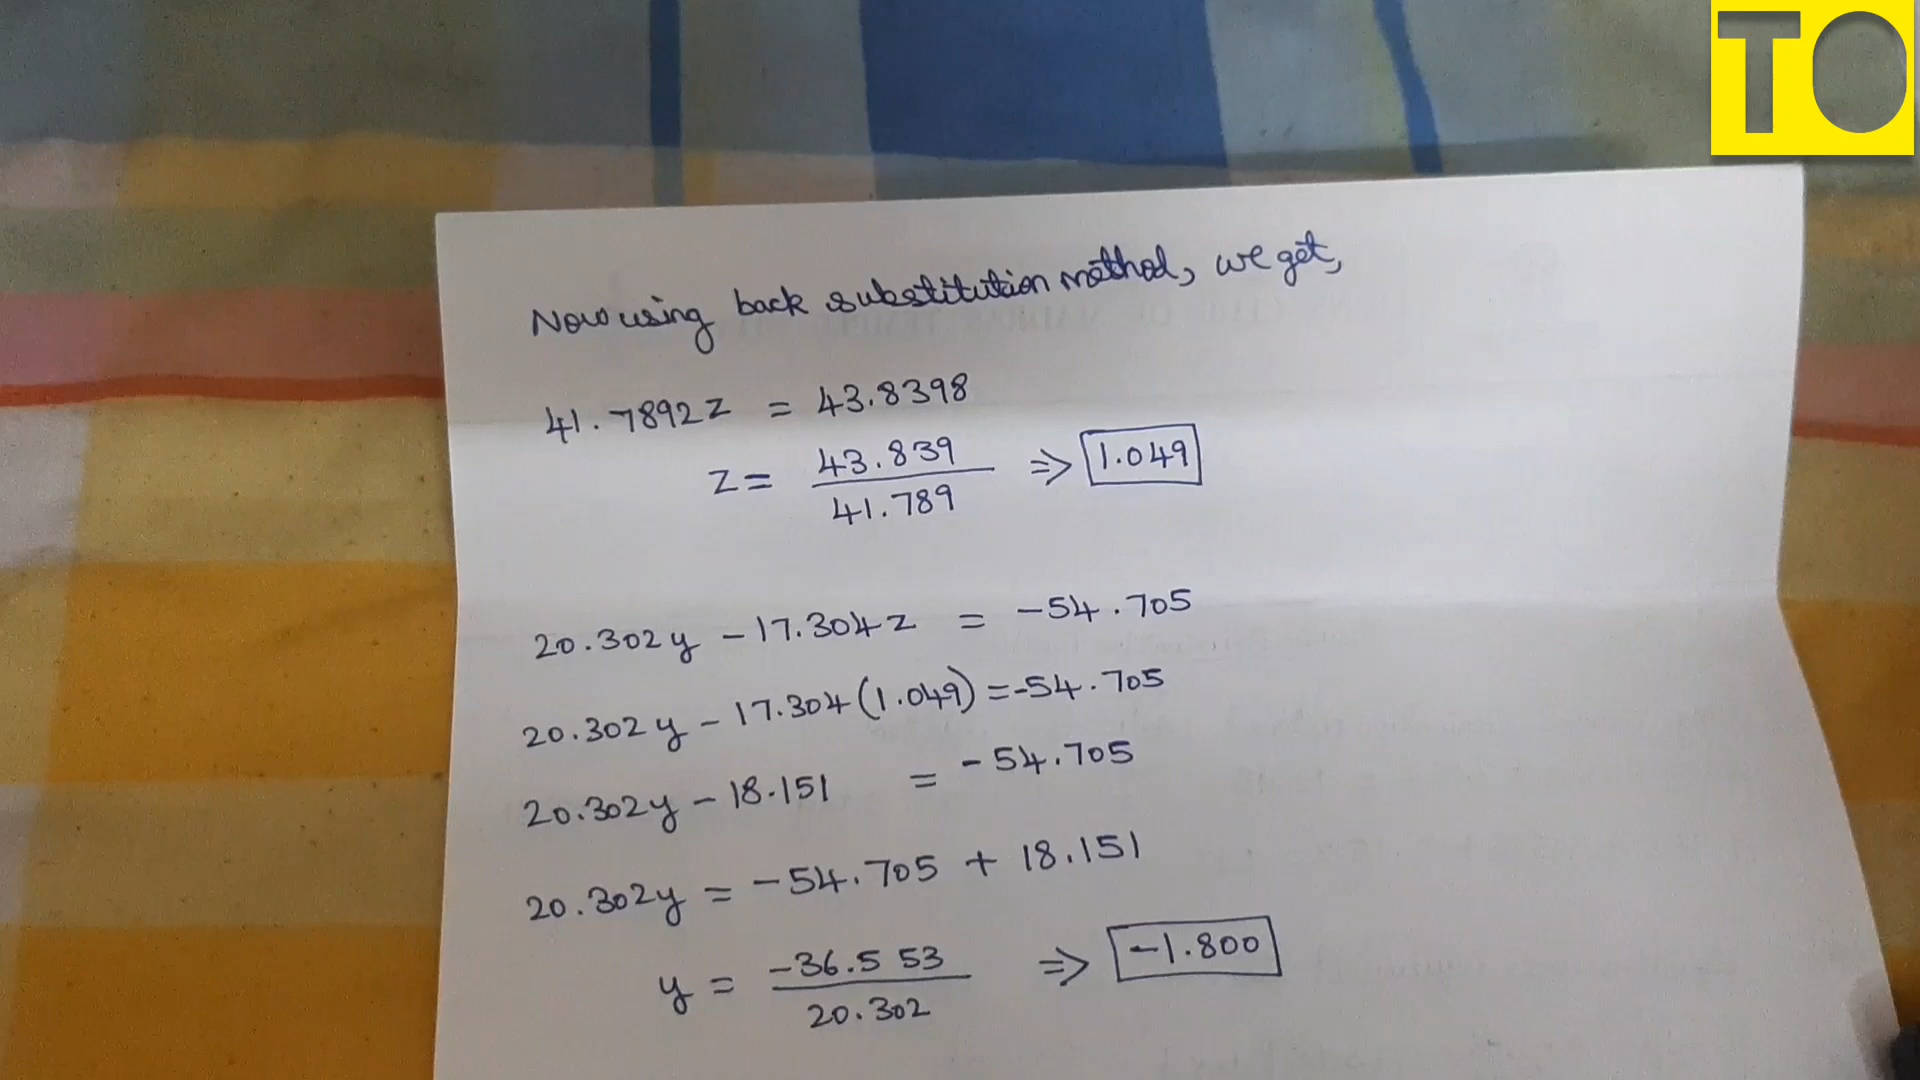 TO
Now using back substitution method, we get,
41.7892z = 43.8398
z = 43.839 / 41.789 ⇒ 1.049
20.302y - 17.304z = -54.705
20.302y - 17.304(1.049) = -54.705
20.302y - 18.151 = -54.705
20.302y = -54.705 + 18.151
y = -36.553 / 20.302 ⇒ -1.800